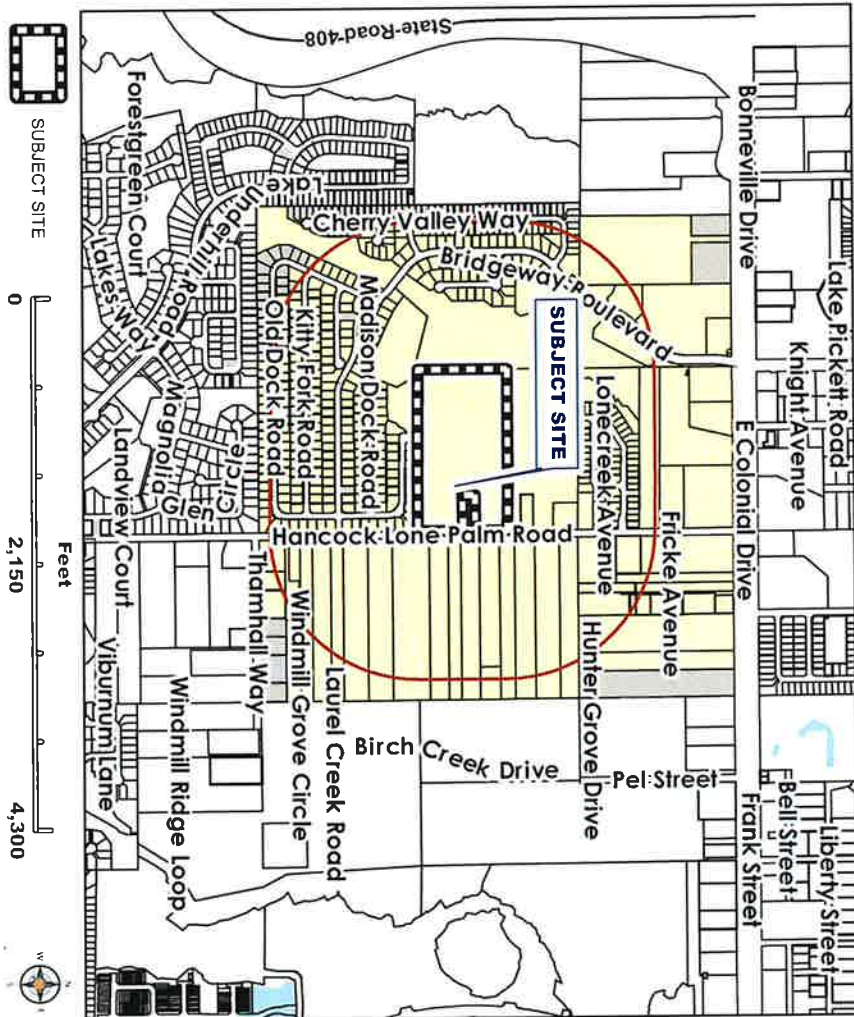 State Road 408
Bonneville Drive
Lake Pickett Road
Knight Avenue
E Colonial Drive
Forestgreen Court
Lake
Underhill Road
Lakes Way
Cherry Valley Way
Bridgeway Boulevard
Madison Dock Road
Kitty Fork Road
Old Dock Road
SUBJECT SITE
Lonecreek Avenue
Fricke Avenue
Magnolia
Glen
Circle
Landview Court
Hancock Lone Palm Road
Thamhall Way
Windmill Grove Circle
Laurel Creek Road
Hunter Grove Drive
Birch Creek Drive
Pel Street
Frank Street
Bell Street
Liberty Street
Viburnum Lane
Windmill Ridge Loop
SUBJECT SITE
0 2,150 4,300
Feet
N
W